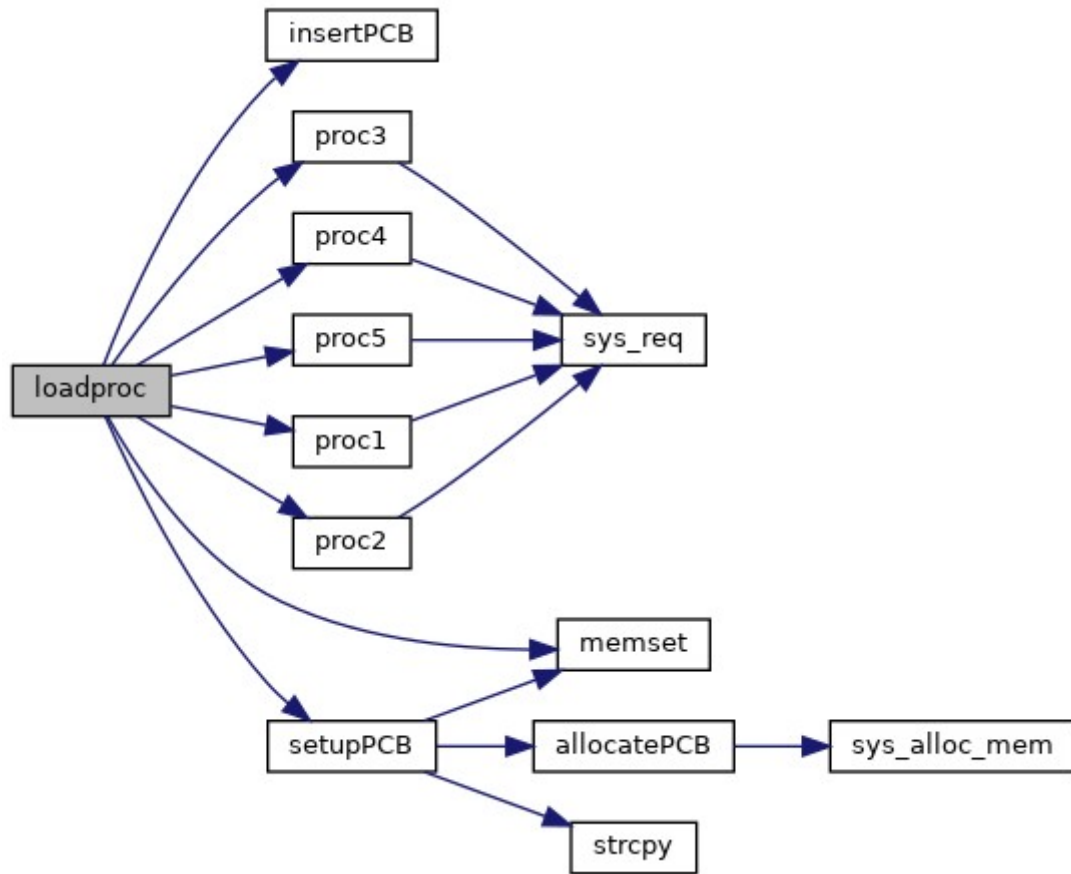 insertPCB
proc3
proc4
proc5
sys_req
loadproc
proc1
proc2
memset
setupPCB
allocatePCB
sys_alloc_mem
strcpy